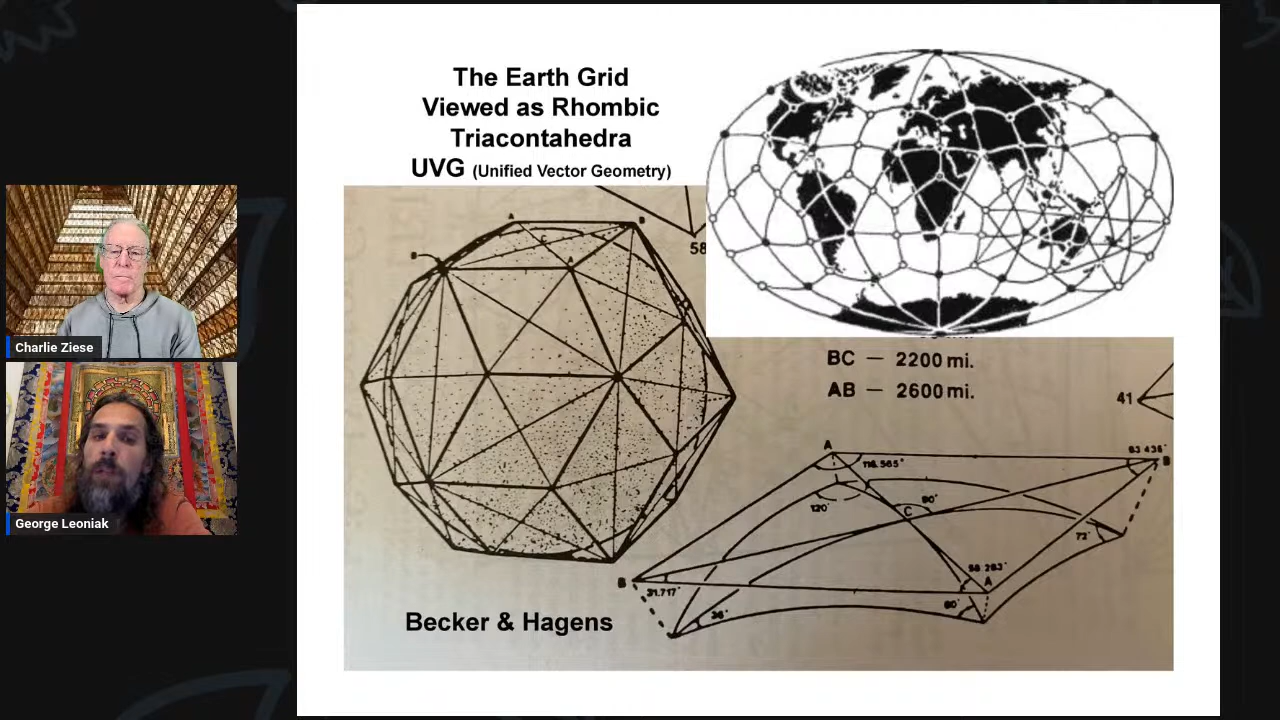 The Earth Grid
Viewed as Rhombic
Triacontahedra
UVG (Unified Vector Geometry)
58
A
D
B
C
A
BC — 2200 mi.
AB — 2600 mi.
41
A
116.565°
63.436°
B
120°
90°
C
72°
58.283°
A
B
31.717°
36°
60°
Becker & Hagens
Charlie Ziese
George Leoniak